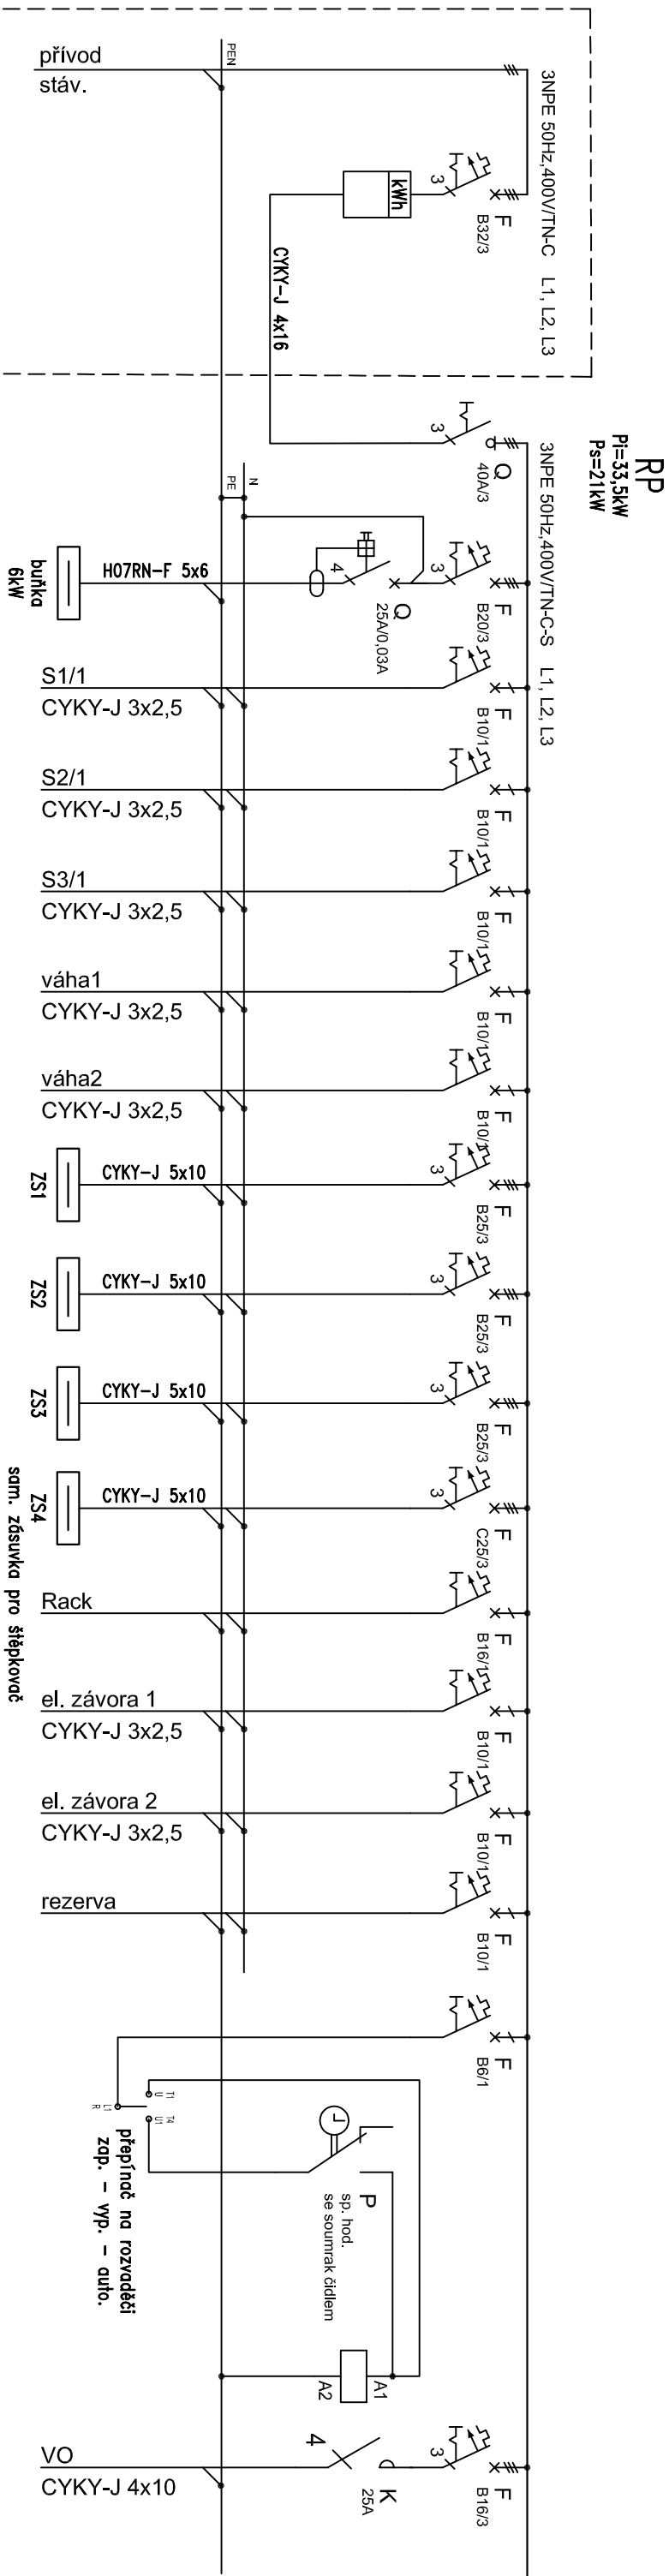 RP
Pi=33,5kW
Ps=21kW
3NPE 50Hz,400V/TN-C   L1, L2, L3
3NPE 50Hz,400V/TN-C-S   L1, L2, L3
přívod
stáv.
PEN
3
F
B32/3
kWh
CYKY-J 4x16
3
Q
40A/3
N
PE
3
F
B20/3
4
Q
25A/0,03A
H07RN-F 5x6
buňka
6kW
F
B10/1
S1/1
CYKY-J 3x2,5
F
B10/1
S2/1
CYKY-J 3x2,5
F
B10/1
S3/1
CYKY-J 3x2,5
F
B10/1
váha1
CYKY-J 3x2,5
F
B10/1
váha2
CYKY-J 3x2,5
3
F
B25/3
CYKY-J 5x10
ZS1
3
F
B25/3
CYKY-J 5x10
ZS2
3
F
B25/3
CYKY-J 5x10
ZS3
3
F
C25/3
CYKY-J 5x10
ZS4
sam. zásuvka pro štěpkovač
F
B16/1
Rack
F
B10/1
el. závora 1
CYKY-J 3x2,5
F
B10/1
el. závora 2
CYKY-J 3x2,5
F
B10/1
rezerva
F
B6/1
T1
U
L1
R
T4
U1
přepínač na rozvaděči
zap. - vyp. - auto.
P
sp. hod.
se soumrak čidlem
A1
A2
3
F
B16/3
4
K
25A
VO
CYKY-J 4x10